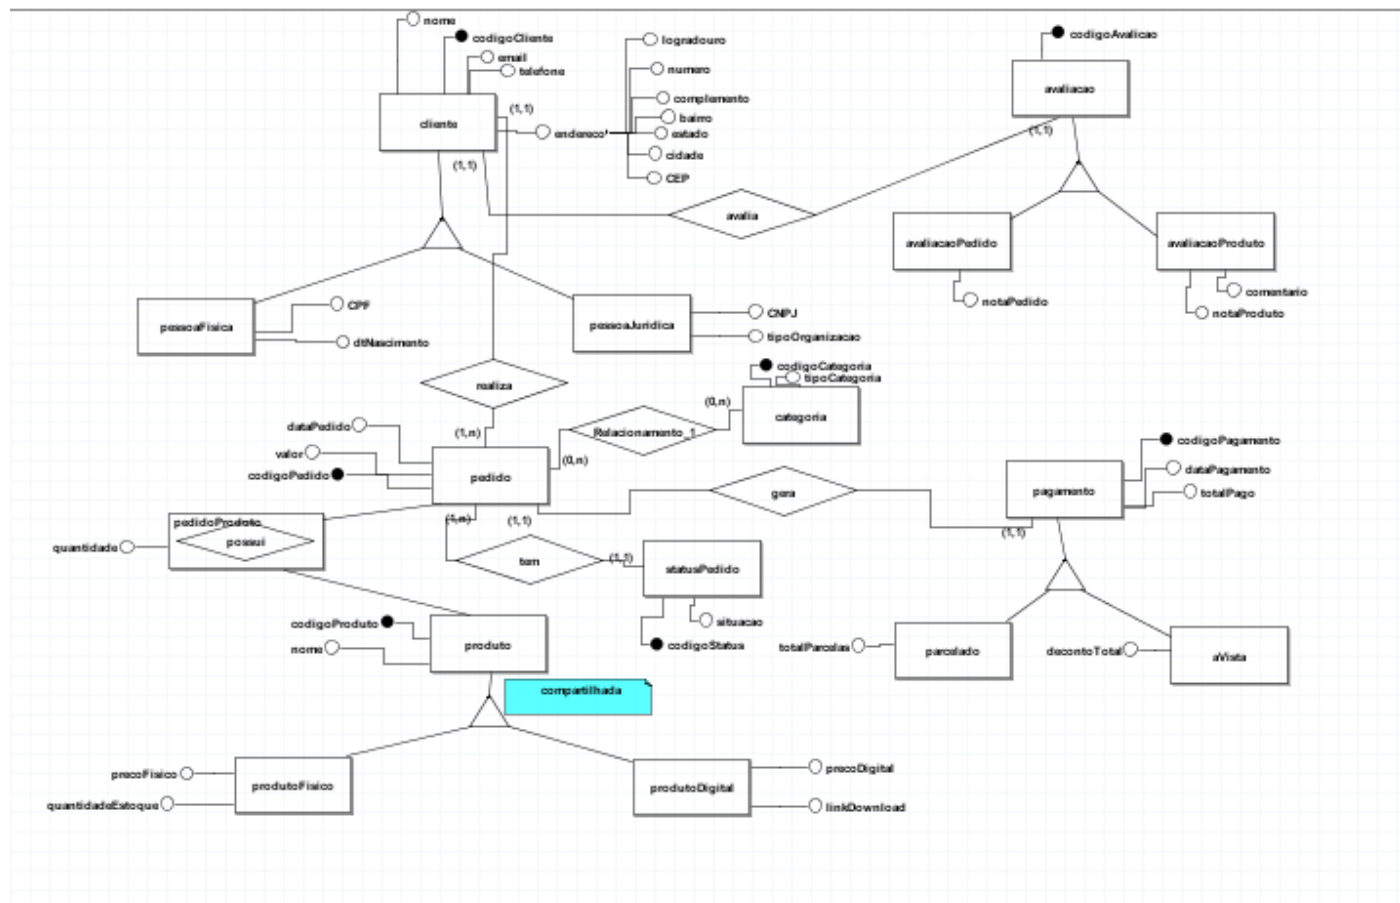 nome
codigoCliente
email
telefone
cliente
(1,1)
(1,1)
endereco'
logradouro
numero
complemento
bairro
estado
cidade
CEP
codigoAvalicao
avaliacao
(1,1)
avalia
avaliacaoPedido
notaPedido
avaliacaoProduto
comentario
notaProduto
pessoaFisica
CPF
dtNascimento
pessoaJuridica
CNPJ
tipoOrganizacao
realiza
(1,n)
codigoCategoria
tipoCategoria
categoria
(0,n)
Relacionamento_1
(0,n)
dataPedido
valor
codigoPedido
pedido
(1,n)
(1,1)
gera
(1,1)
pagamento
codigoPagamento
dataPagamento
totalPago
pedidoProduto
possui
quantidade
tem
(1,1)
statusPedido
situacao
codigoStatus
totalParcelas
parcelado
decontoTotal
aVista
codigoProduto
nome
produto
compartilhada
precoFisico
quantidadeEstoque
produtoFisico
produtoDigital
precoDigital
linkDownload